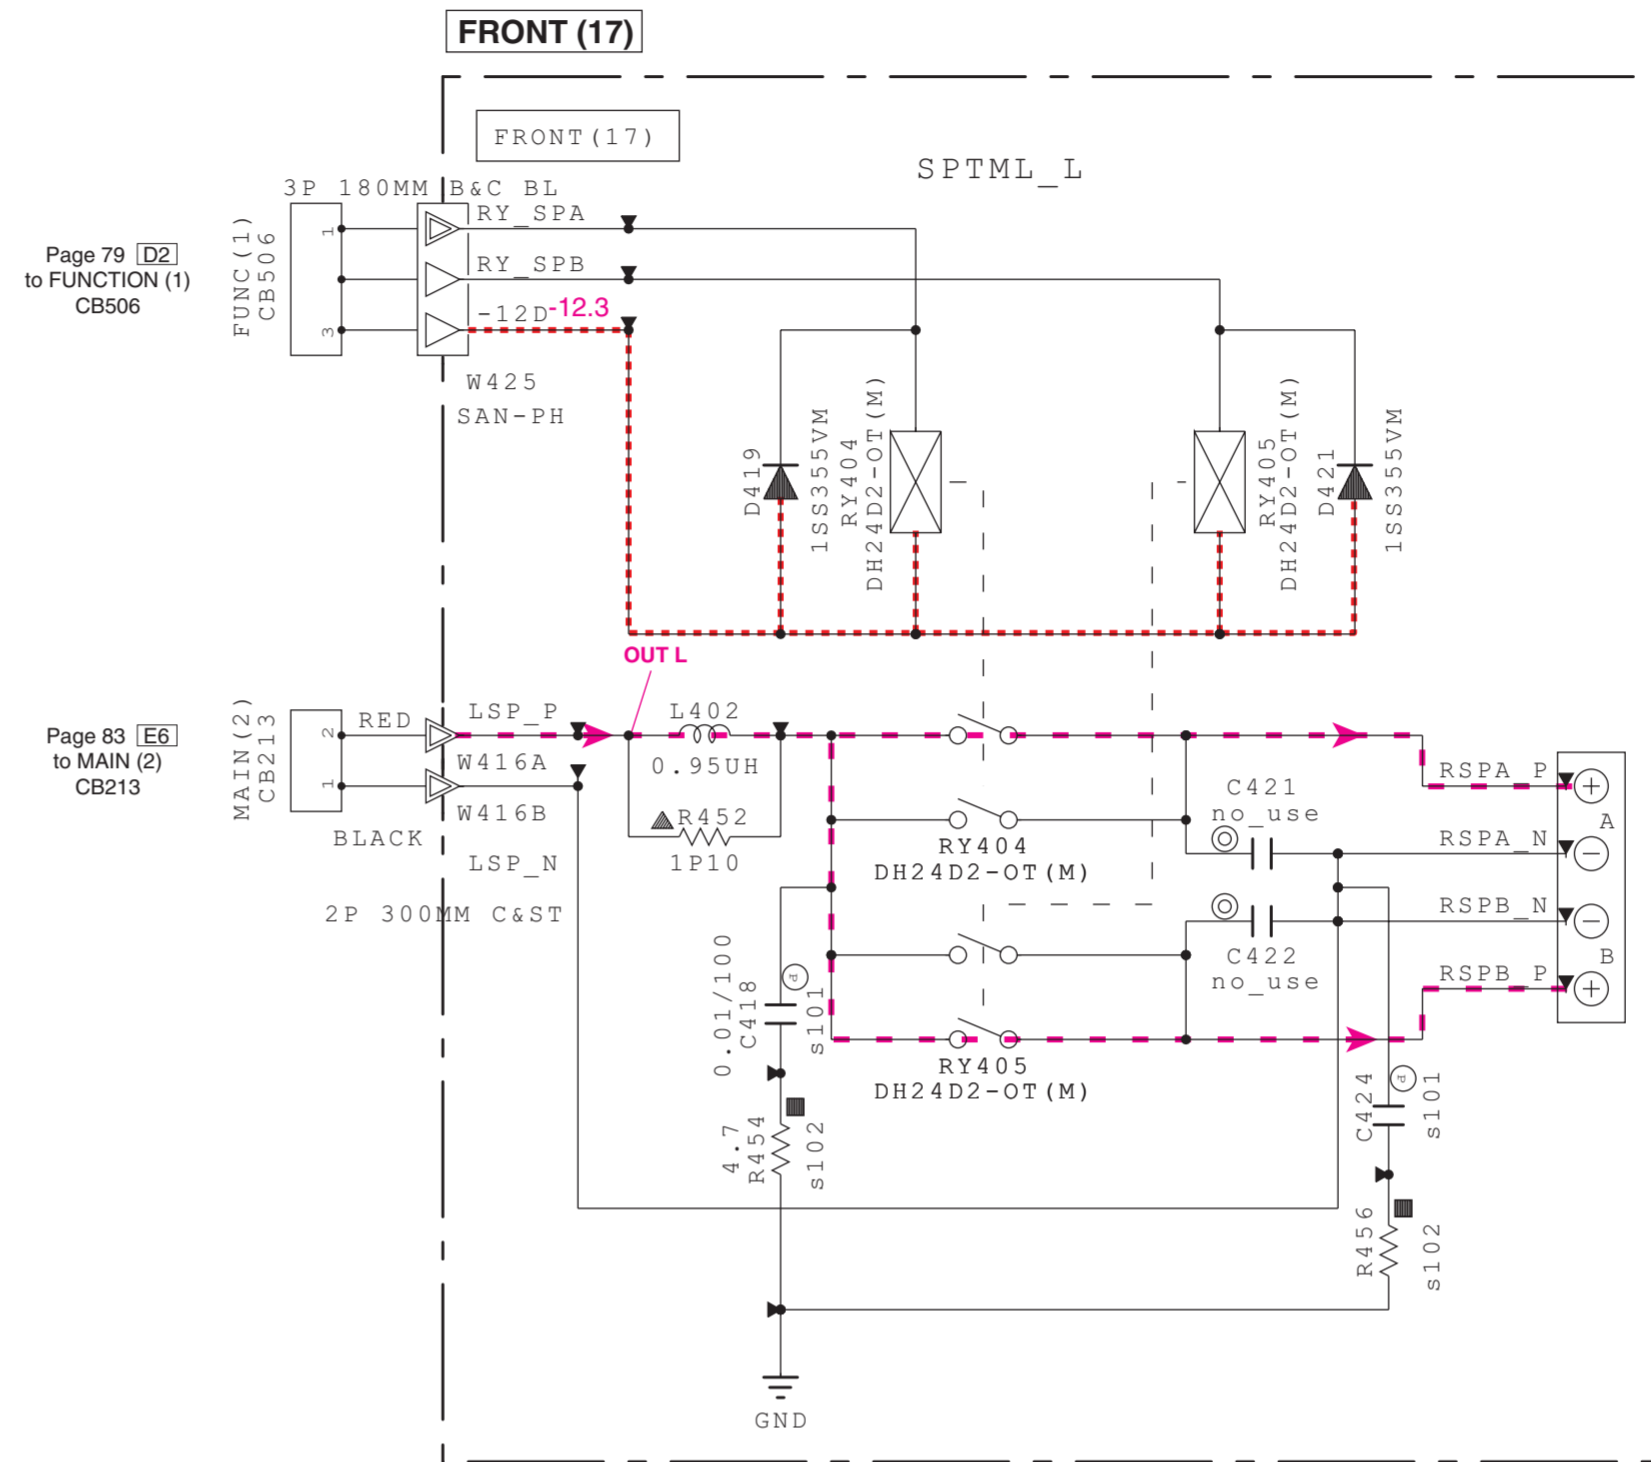 FRONT (17)
FRONT(17)
SPTML_L
3P 180MM B&C BL
Page 79 D2
to FUNCTION (1)
CB506
FUNC(1)
CB506
1
3
RY_SPA
RY_SPB
-12D
-12.3
W425
SAN-PH
D419
1SS355VM
RY404
DH24D2-OT(M)
RY405
DH24D2-OT(M)
D421
1SS355VM
OUT L
Page 83 E6
to MAIN (2)
CB213
MAIN(2)
CB213
2
1
RED
BLACK
LSP_P
W416A
W416B
LSP_N
2P 300MM C&ST
L402
0.95UH
R452
1P10
RY404
DH24D2-OT(M)
RY405
DH24D2-OT(M)
C421
no_use
C422
no_use
RSPA_P
RSPA_N
RSPB_N
RSPB_P
A
B
0.01/100
C418
P
s101
4.7
R454
s102
C424
P
s101
R456
s102
GND